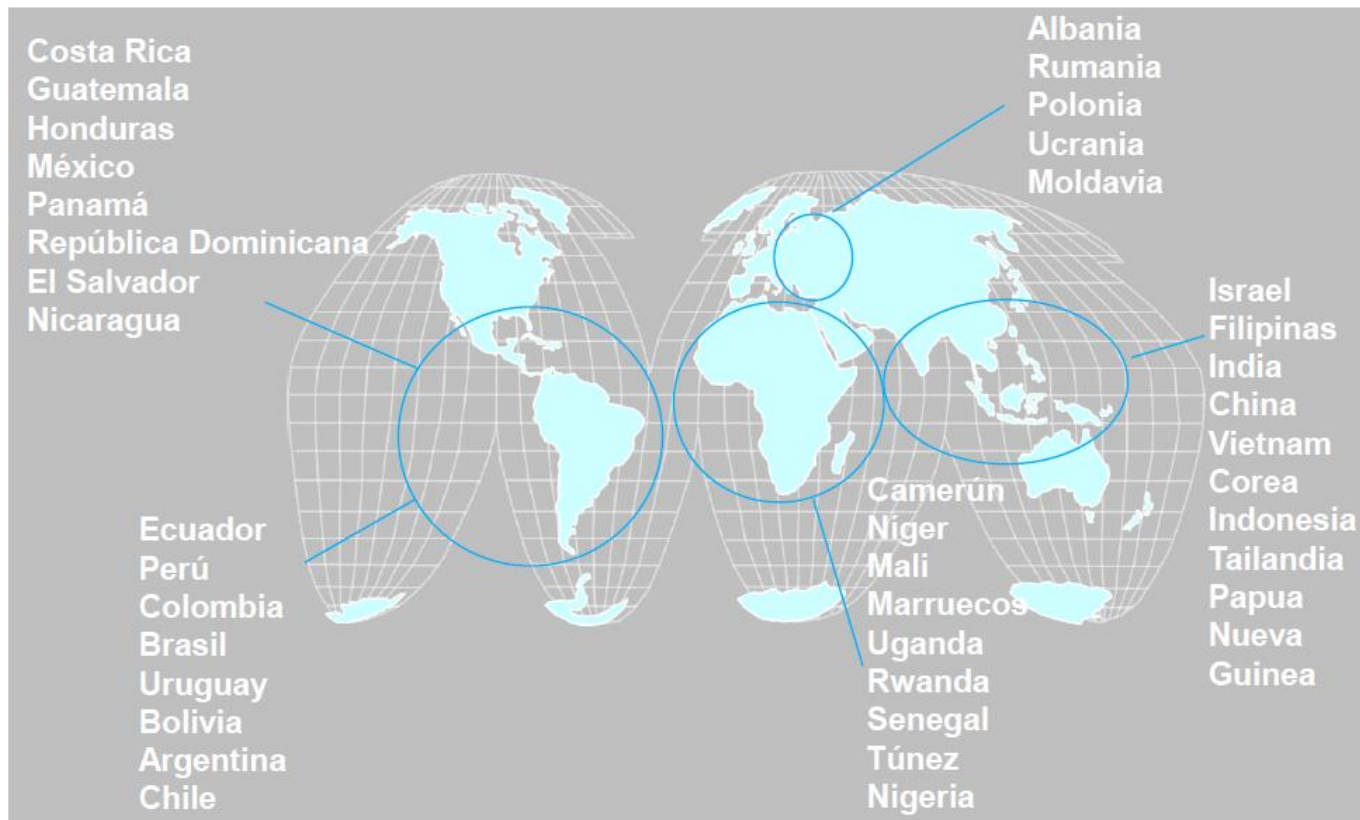 Costa Rica
Guatemala
Honduras
México
Panamá
República Dominicana
El Salvador
Nicaragua
Albania
Rumania
Polonia
Ucrania
Moldavia
Israel
Filipinas
India
China
Vietnam
Corea
Indonesia
Tailandia
Papua
Nueva
Guinea
Ecuador
Perú
Colombia
Brasil
Uruguay
Bolivia
Argentina
Chile
Camerún
Níger
Mali
Marruecos
Uganda
Rwanda
Senegal
Túnez
Nigeria